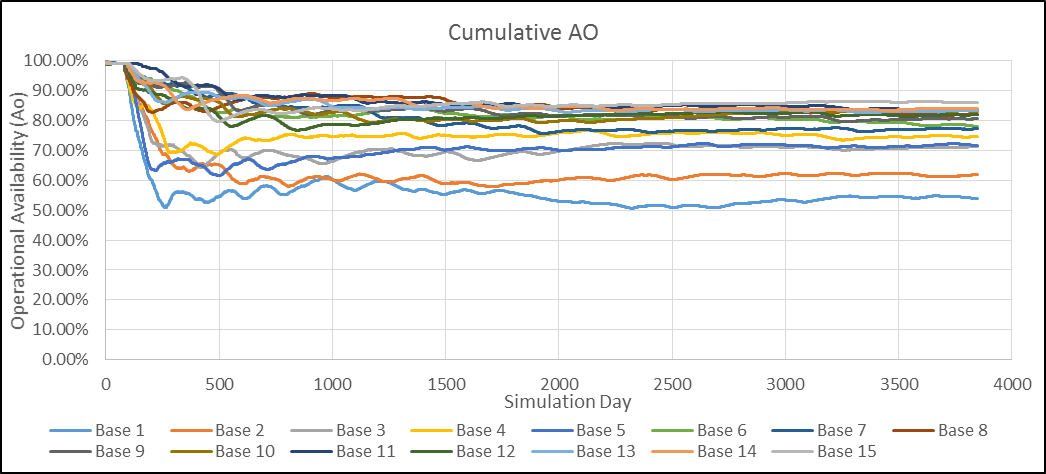 Cumulative AO
Operational Availability (Ao)
100.00%
90.00%
80.00%
70.00%
60.00%
50.00%
40.00%
30.00%
20.00%
10.00%
0.00%
0 500 1000 1500 2000 2500 3000 3500 4000
Simulation Day
Base 1 Base 2 Base 3 Base 4 Base 5 Base 6 Base 7 Base 8
Base 9 Base 10 Base 11 Base 12 Base 13 Base 14 Base 15